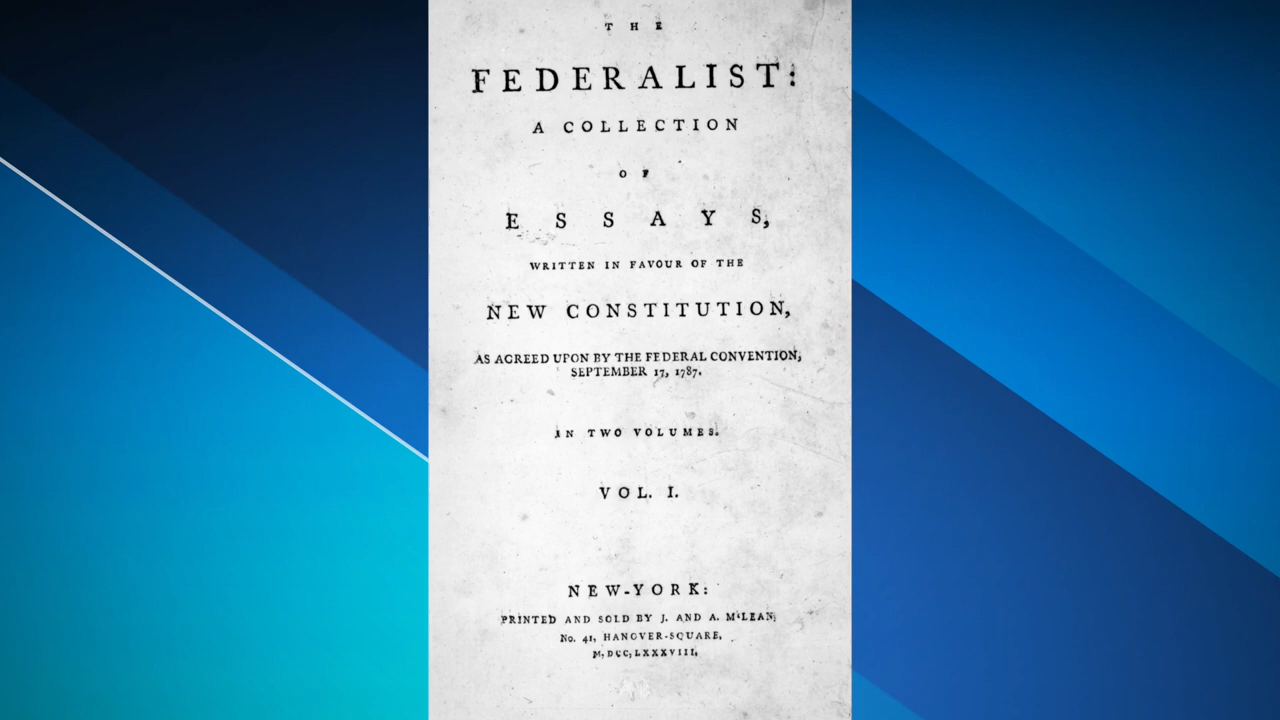 THE
FEDERALIST:
A COLLECTION
OF
ESSAYS,
WRITTEN IN FAVOUR OF THE
NEW CONSTITUTION,
AS AGREED UPON BY THE FEDERAL CONVENTION,
SEPTEMBER 17, 1787.
IN TWO VOLUMES.
VOL. I.
NEW-YORK:
PRINTED AND SOLD BY J. AND A. M‘LEAN,
No. 41, HANOVER-SQUARE,
M,DCC,LXXXVIII,